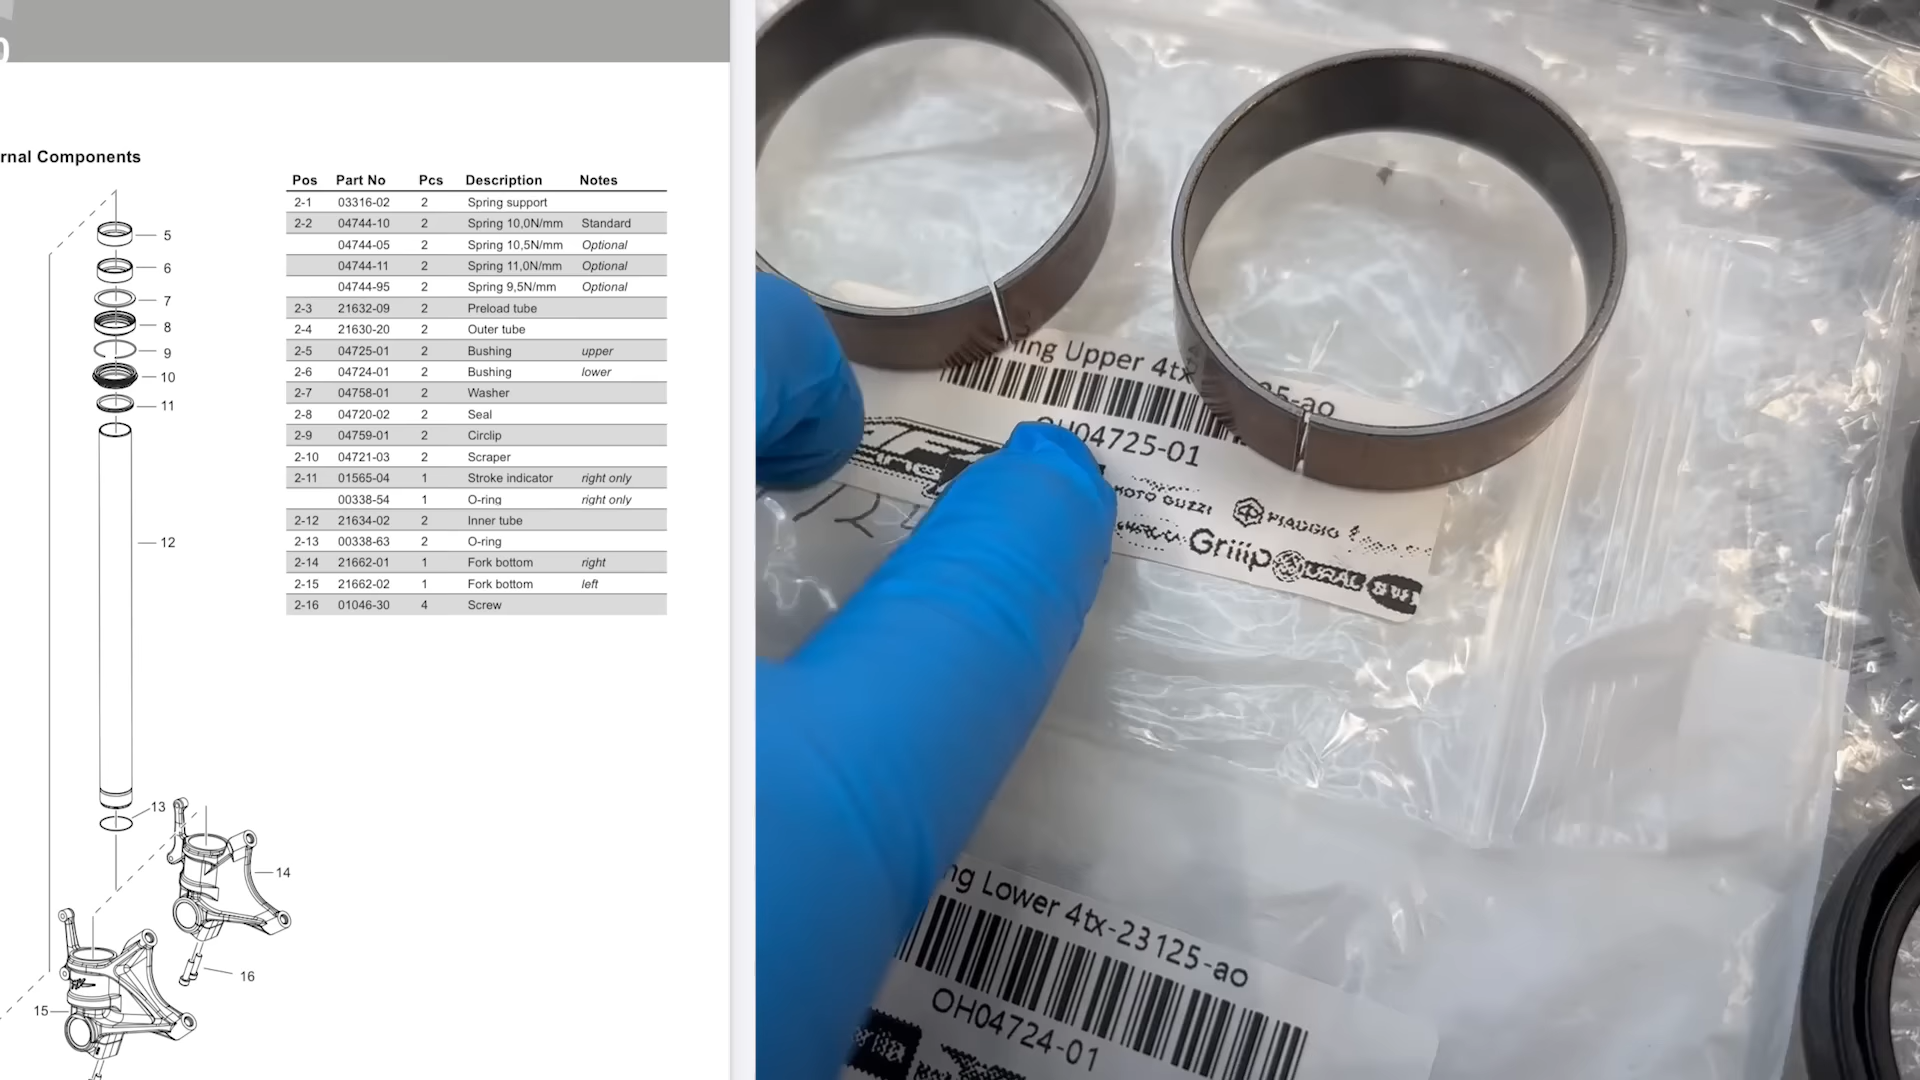 rnal Components
Pos Part No Pcs Description Notes
2-1 03316-02 2 Spring support
2-2 04744-10 2 Spring 10,0N/mm Standard
04744-05 2 Spring 10,5N/mm Optional
04744-11 2 Spring 11,0N/mm Optional
04744-95 2 Spring 9,5N/mm Optional
2-3 21632-09 2 Preload tube
2-4 21630-20 2 Outer tube
2-5 04725-01 2 Bushing upper
2-6 04724-01 2 Bushing lower
2-7 04758-01 2 Washer
2-8 04720-02 2 Seal
2-9 04759-01 2 Circlip
2-10 04721-03 2 Scraper
2-11 01565-04 1 Stroke indicator right only
00338-54 1 O-ring right only
2-12 21634-02 2 Inner tube
2-13 00338-63 2 O-ring
2-14 21662-01 1 Fork bottom right
2-15 21662-02 1 Fork bottom left
2-16 01046-30 4 Screw
5
6
7
8
9
10
11
12
13
14
16
15
ing Upper 4tx
5-ao
OH04725-01
MOTO GUZZI PIAGGIO
Griiip URAL
ng Lower 4tx-23125-ao
OH04724-01